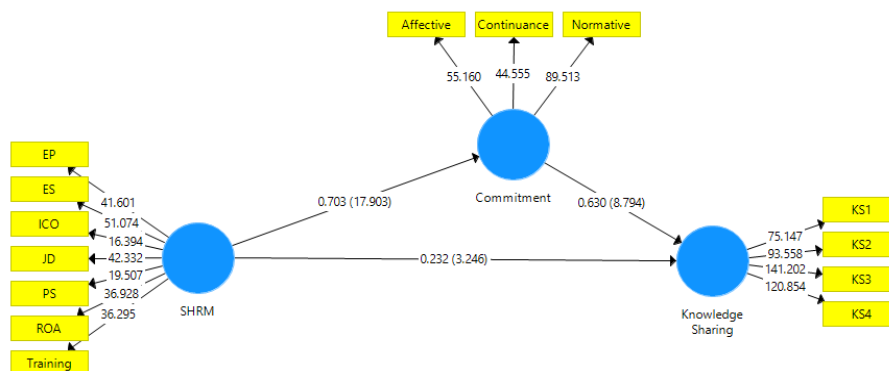 Affective
Continuance
Normative
55.160
44.555
89.513
Commitment
EP
ES
ICO
JD
PS
ROA
Training
41.601
51.074
16.394
42.332
19.507
36.928
36.295
SHRM
0.703 (17.903)
0.630 (8.794)
0.232 (3.246)
Knowledge
Sharing
75.147
93.558
141.202
120.854
KS1
KS2
KS3
KS4